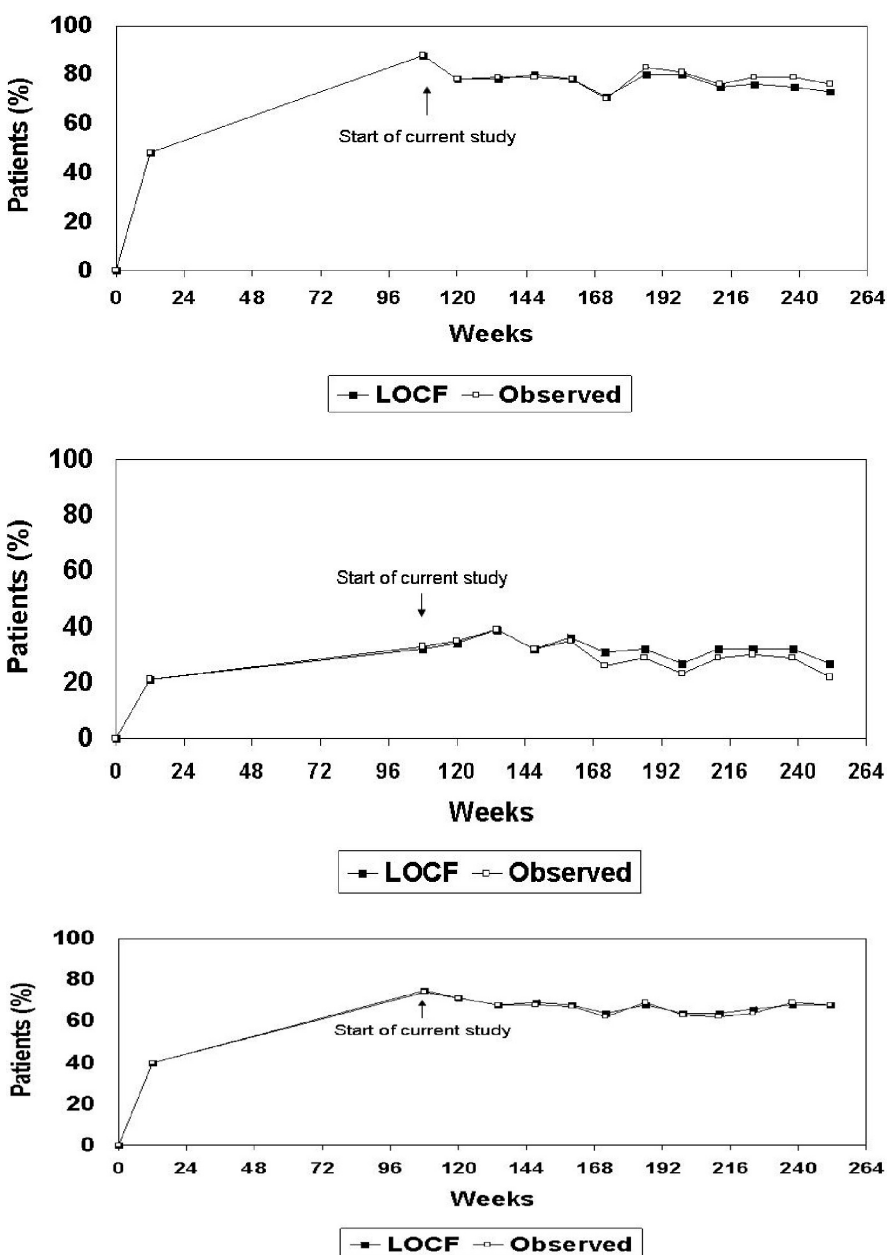 Patients (%)
100
80
60
40
20
0
Start of current study
0 24 48 72 96 120 144 168 192 216 240 264
Weeks
LOCF Observed
Patients (%)
100
80
60
40
20
0
Start of current study
0 24 48 72 96 120 144 168 192 216 240 264
Weeks
LOCF Observed
Patients (%)
100
80
60
40
20
0
Start of current study
0 24 48 72 96 120 144 168 192 216 240 264
Weeks
LOCF Observed